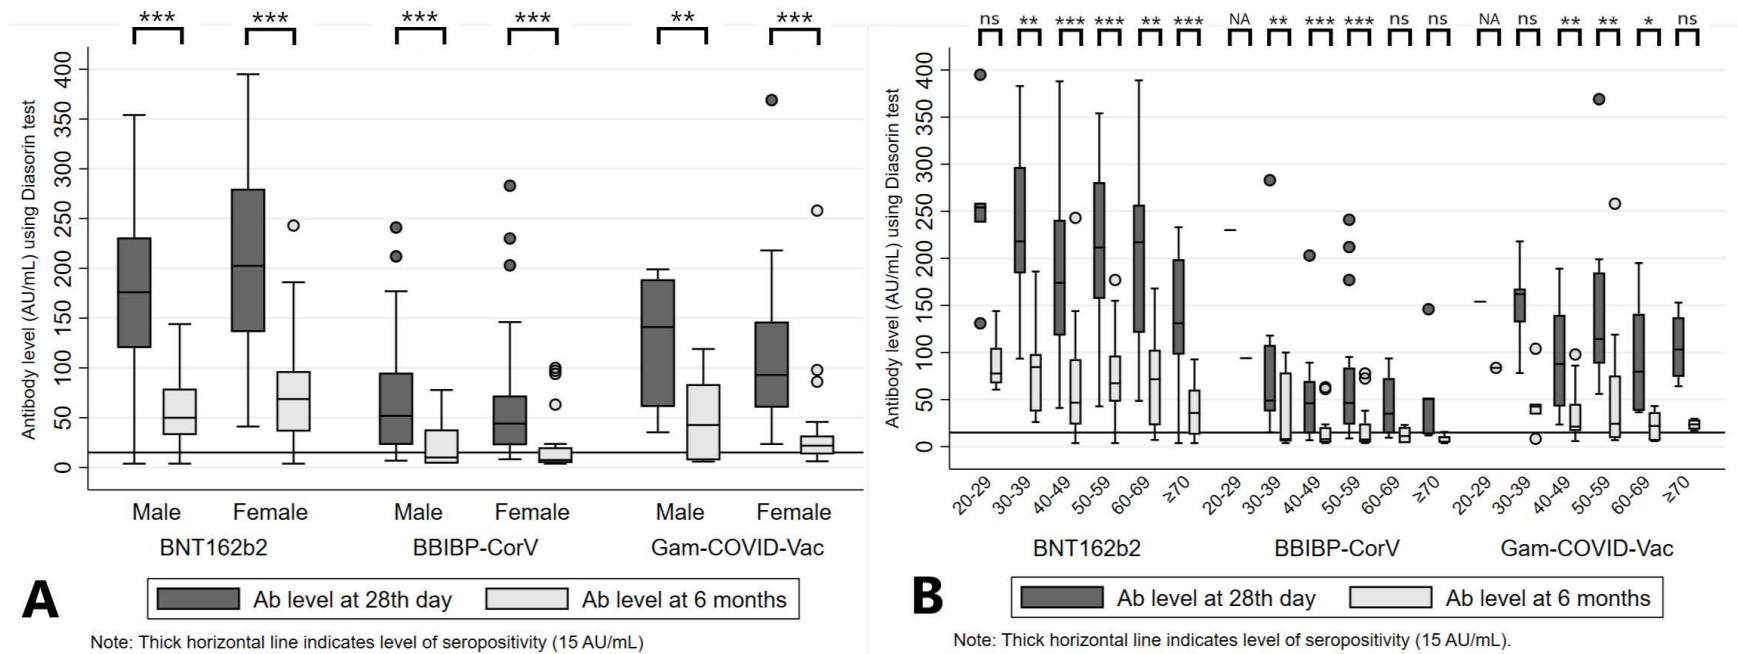 *** *** *** *** ** ***
Antibody level (AU/mL) using Diasorin test
400
350
300
250
200
150
100
50
0
Male Female Male Female Male Female
BNT162b2 BBIBP-CorV Gam-COVID-Vac
A
Ab level at 28th day Ab level at 6 months
Note: Thick horizontal line indicates level of seropositivity (15 AU/mL)
ns ** *** *** ** *** NA ** *** *** ns ns NA ns ** ** * ns
Antibody level (AU/mL) using Diasorin test
400
350
300
250
200
150
100
50
0
20-29 30-39 40-49 50-59 60-69 ≥70 20-29 30-39 40-49 50-59 60-69 ≥70 20-29 30-39 40-49 50-59 60-69 ≥70
BNT162b2 BBIBP-CorV Gam-COVID-Vac
B
Ab level at 28th day Ab level at 6 months
Note: Thick horizontal line indicates level of seropositivity (15 AU/mL).